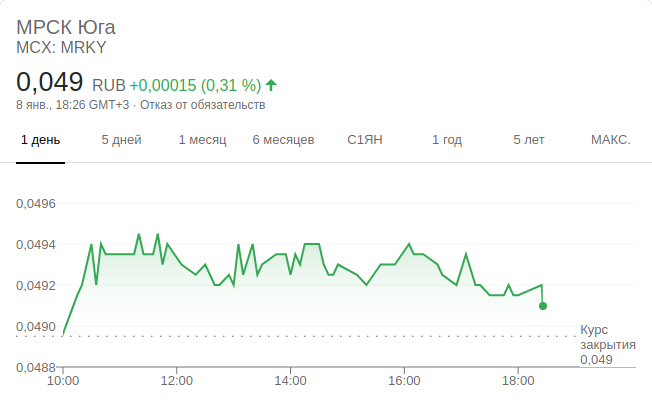 МРСК Юга
MCX: MRKY
0,049 RUB +0,00015 (0,31 %)
8 янв., 18:26 GMT+3 · Отказ от обязательств
1 день 5 дней 1 месяц 6 месяцев С1ЯН 1 год 5 лет МАКС.
0,0496
0,0494
0,0492
0,0490
0,0488
Курс
закрытия
0,049
10:00 12:00 14:00 16:00 18:00